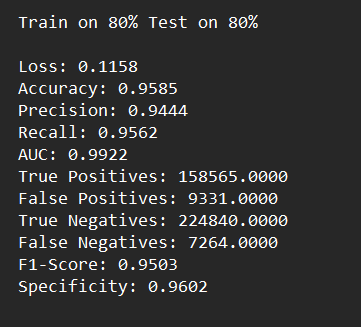 Train on 80% Test on 80%
Loss: 0.1158
Accuracy: 0.9585
Precision: 0.9444
Recall: 0.9562
AUC: 0.9922
True Positives: 158565.0000
False Positives: 9331.0000
True Negatives: 224840.0000
False Negatives: 7264.0000
F1-Score: 0.9503
Specificity: 0.9602